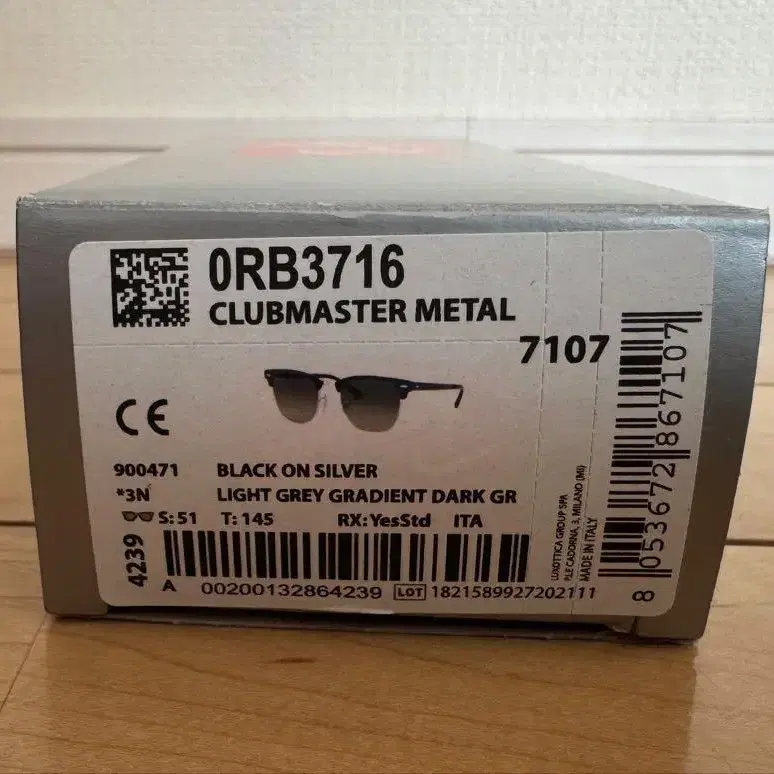 0RB3716
CLUBMASTER METAL
7107
CE
900471 BLACK ON SILVER
*3N LIGHT GREY GRADIENT DARK GR
S: 51 T: 145 RX: YesStd ITA
4239
A 00200132864239 LOT 1821589927202111
LUXOTTICA GROUP SPA
P.LE CADORNA, 3, MILANO (MI)
MADE IN ITALY
8 053672 867107